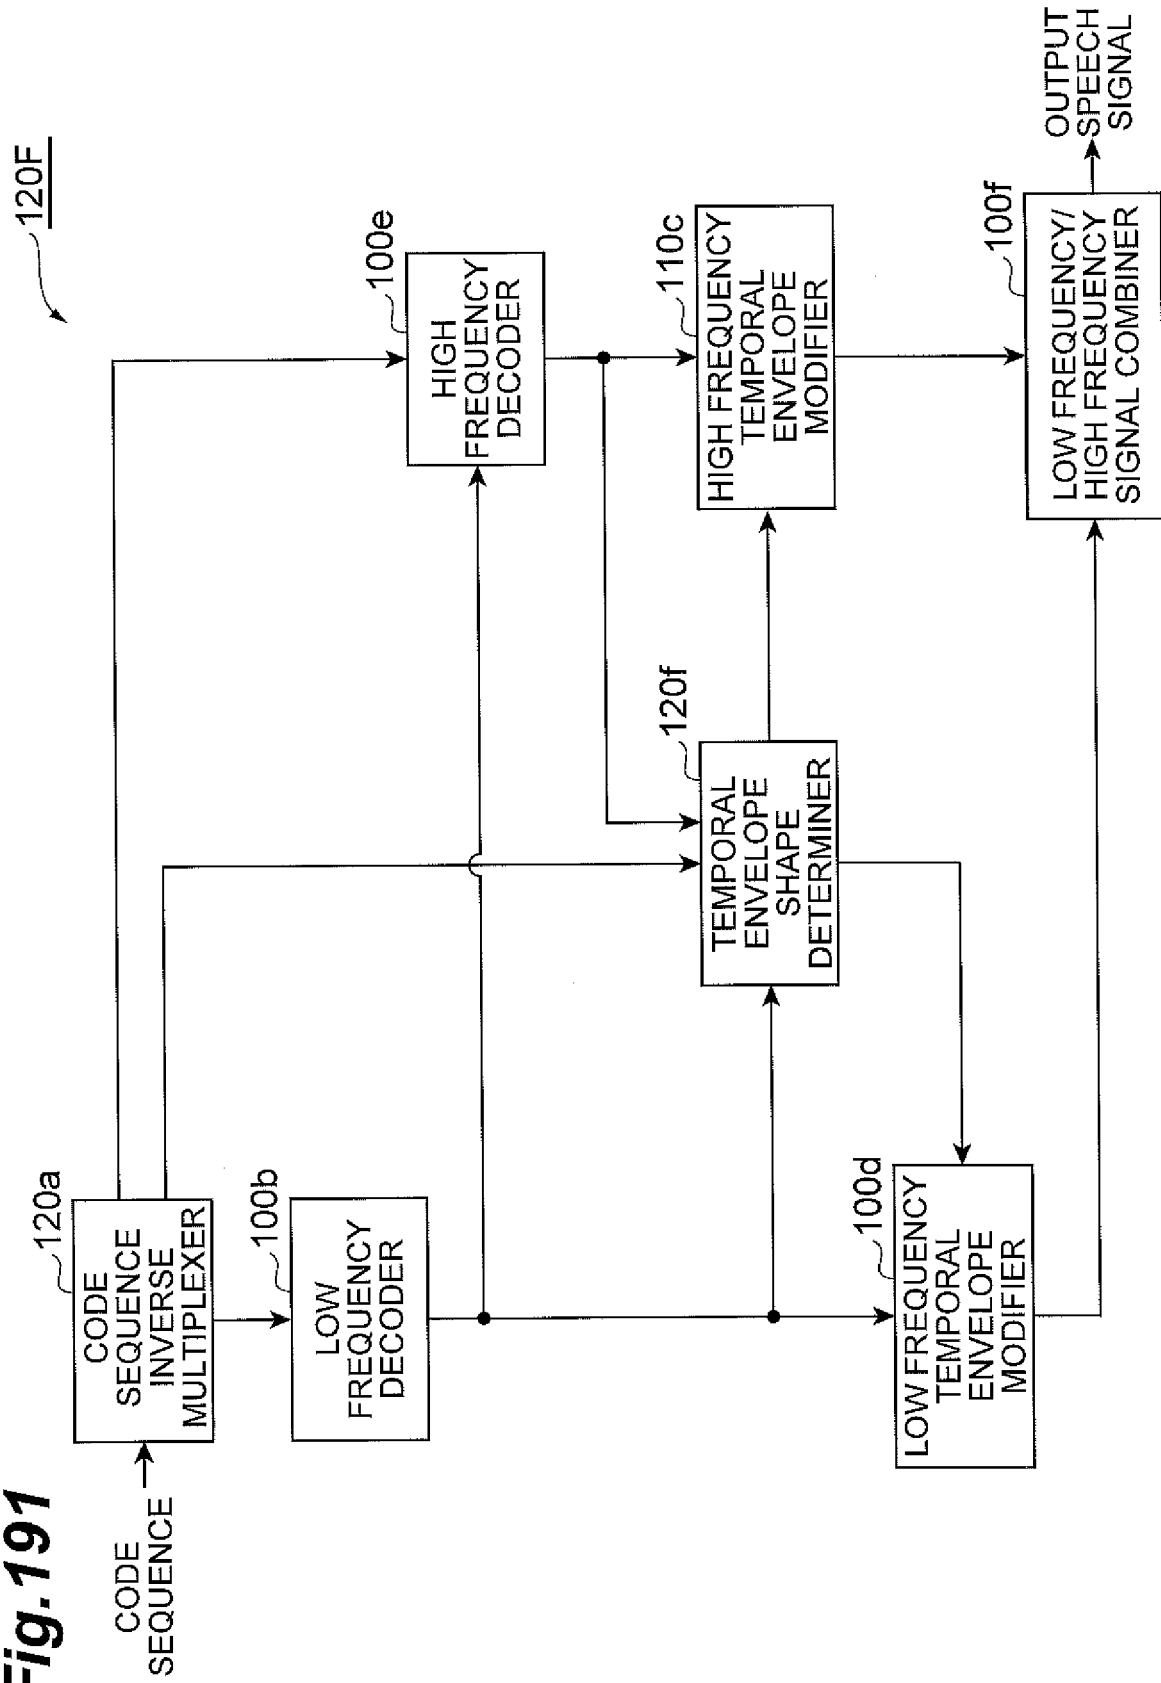 Fig.191
120F
CODE
SEQUENCE
120a
CODE
SEQUENCE
INVERSE
MULTIPLEXER
100b
LOW
FREQUENCY
DECODER
100e
HIGH
FREQUENCY
DECODER
120f
TEMPORAL
ENVELOPE
SHAPE
DETERMINER
110c
HIGH FREQUENCY
TEMPORAL
ENVELOPE
MODIFIER
100d
LOW FREQUENCY
TEMPORAL
ENVELOPE
MODIFIER
100f
LOW FREQUENCY/
HIGH FREQUENCY
SIGNAL COMBINER
OUTPUT
SPEECH
SIGNAL